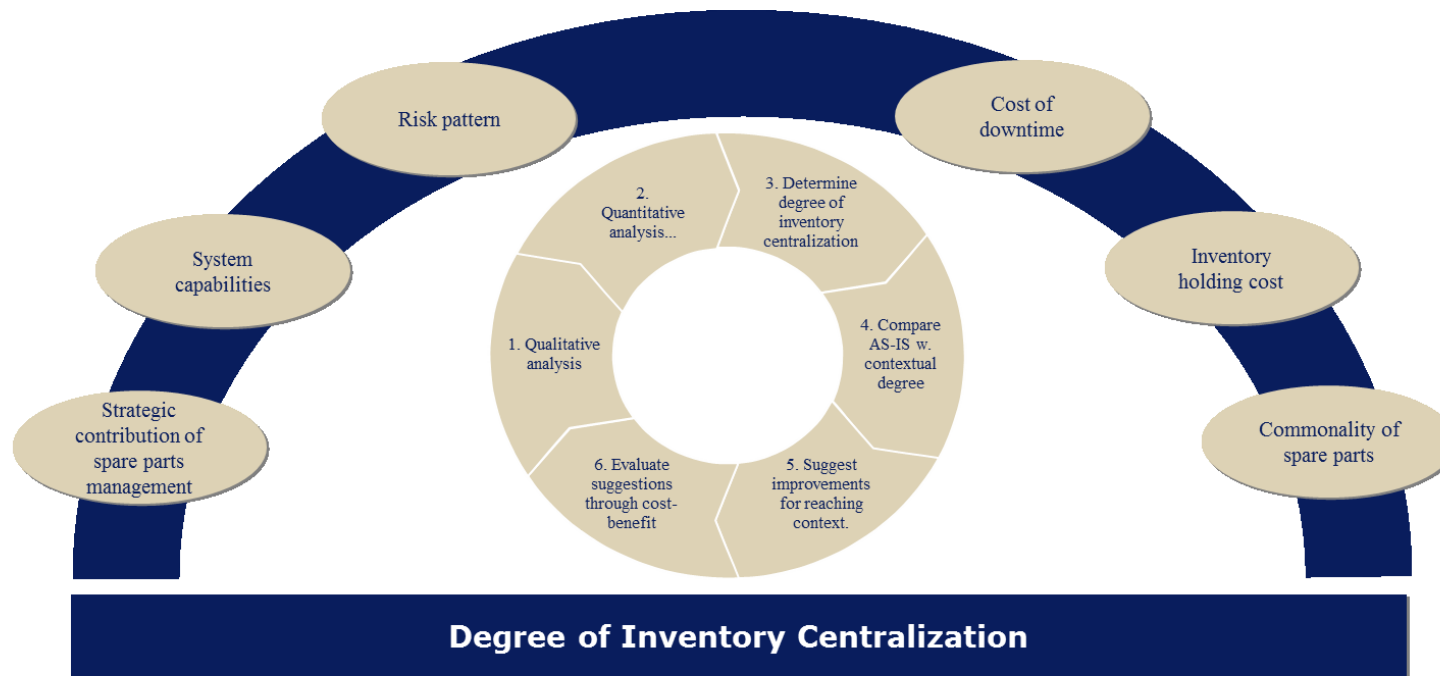 Risk pattern
Cost of
downtime
System
capabilities
Inventory
holding cost
Strategic
contribution of
spare parts
management
Commonality of
spare parts
1. Qualitative
analysis
2.
Quantitative
analysis...
3. Determine
degree of
inventory
centralization
4. Compare
AS-IS w.
contextual
degree
5. Suggest
improvements
for reaching
context.
6. Evaluate
suggestions
through cost-
benefit
Degree of Inventory Centralization